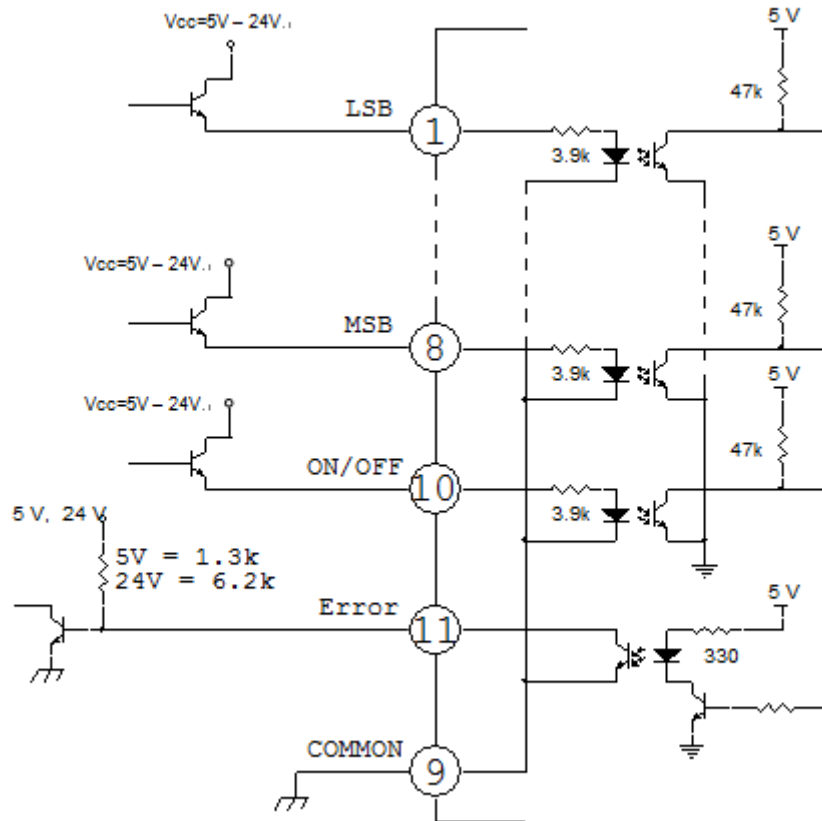 Vcc=5V – 24V.
5 V
LSB
1
3.9k
47k
5 V
Vcc=5V – 24V.
MSB
8
3.9k
47k
5 V
Vcc=5V – 24V.
ON/OFF
10
3.9k
47k
5 V, 24 V
5V = 1.3k
24V = 6.2k
Error
11
5 V
330
COMMON
9